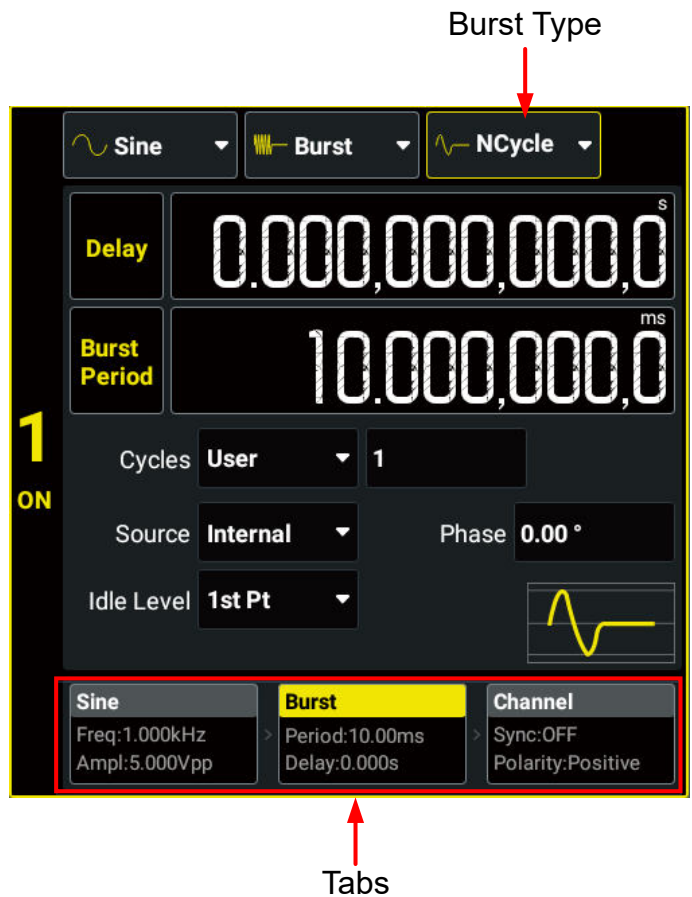 Burst Type
Sine Burst NCycle
Delay 0.000,000,000,0 s
Burst Period 10.000,000,0 ms
1
ON
Cycles User 1
Source Internal Phase 0.00 °
Idle Level 1st Pt
Sine
Freq:1.000kHz
Ampl:5.000Vpp
>
Burst
Period:10.00ms
Delay:0.000s
>
Channel
Sync:OFF
Polarity:Positive
Tabs